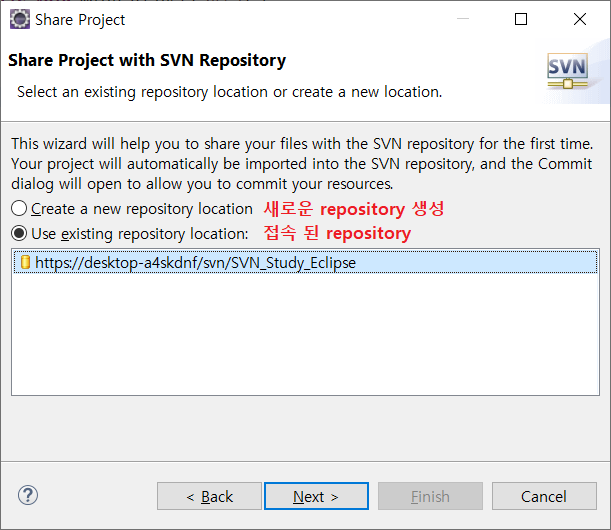 Share Project
Share Project with SVN Repository
Select an existing repository location or create a new location.
SVN
This wizard will help you to share your files with the SVN repository for the first time.
Your project will automatically be imported into the SVN repository, and the Commit
dialog will open to allow you to commit your resources.
Create a new repository location 새로운 repository 생성
Use existing repository location: 접속 된 repository
https://desktop-a4skdnf/svn/SVN_Study_Eclipse
? < Back Next > Finish Cancel